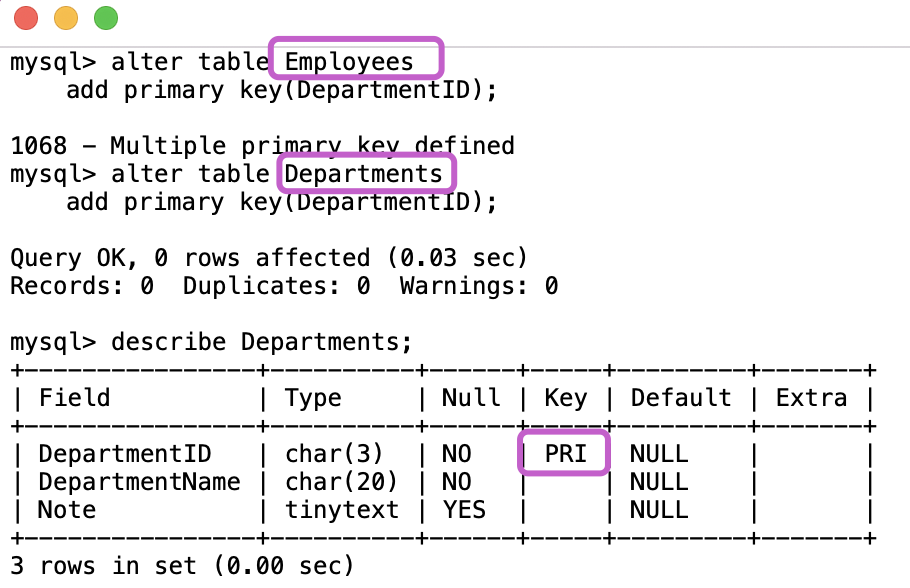 mysql> alter table Employees
    add primary key(DepartmentID);
1068 - Multiple primary key defined
mysql> alter table Departments
    add primary key(DepartmentID);
Query OK, 0 rows affected (0.03 sec)
Records: 0  Duplicates: 0  Warnings: 0
mysql> describe Departments;
+----------------+-----------+------+-----+---------+-------+
| Field          | Type      | Null | Key | Default | Extra |
+----------------+-----------+------+-----+---------+-------+
| DepartmentID   | char(3)   | NO   | PRI | NULL    |       |
| DepartmentName | char(20)  | NO   |     | NULL    |       |
| Note           | tinytext  | YES  |     | NULL    |       |
+----------------+-----------+------+-----+---------+-------+
3 rows in set (0.00 sec)